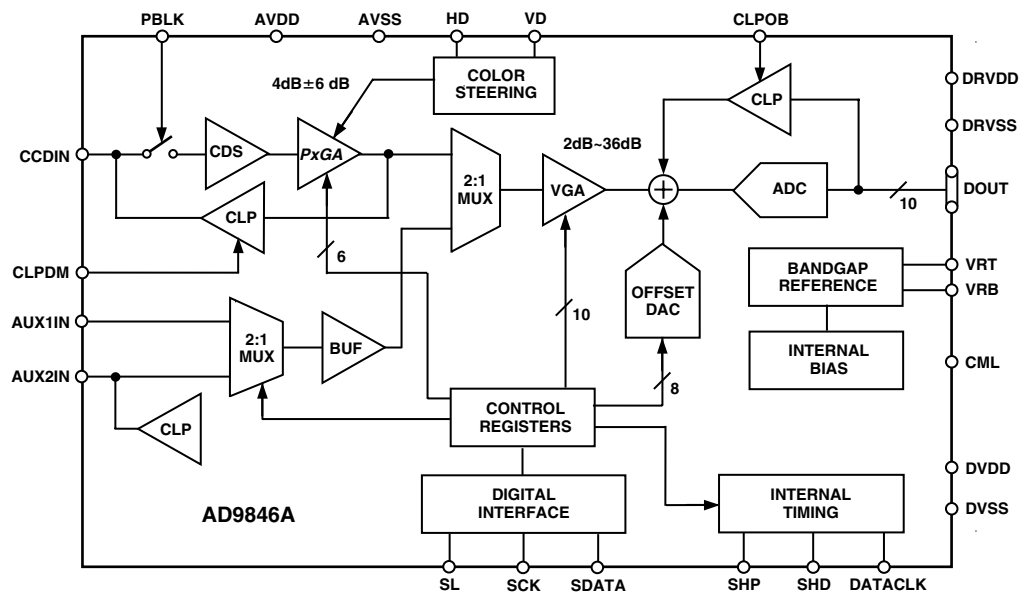 PBLK
AVDD
AVSS
HD
VD
CLPOB
4dB±6 dB
COLOR
STEERING
CLP
DRVDD
DRVSS
2dB~36dB
CCDIN
CDS
PxGA
2:1
MUX
VGA
ADC
DOUT
10
CLP
6
CLPDM
OFFSET
DAC
BANDGAP
REFERENCE
VRT
VRB
10
AUX1IN
2:1
MUX
BUF
INTERNAL
BIAS
CML
AUX2IN
8
CLP
CONTROL
REGISTERS
DVDD
DVSS
AD9846A
DIGITAL
INTERFACE
INTERNAL
TIMING
SL
SCK
SDATA
SHP
SHD
DATACLK